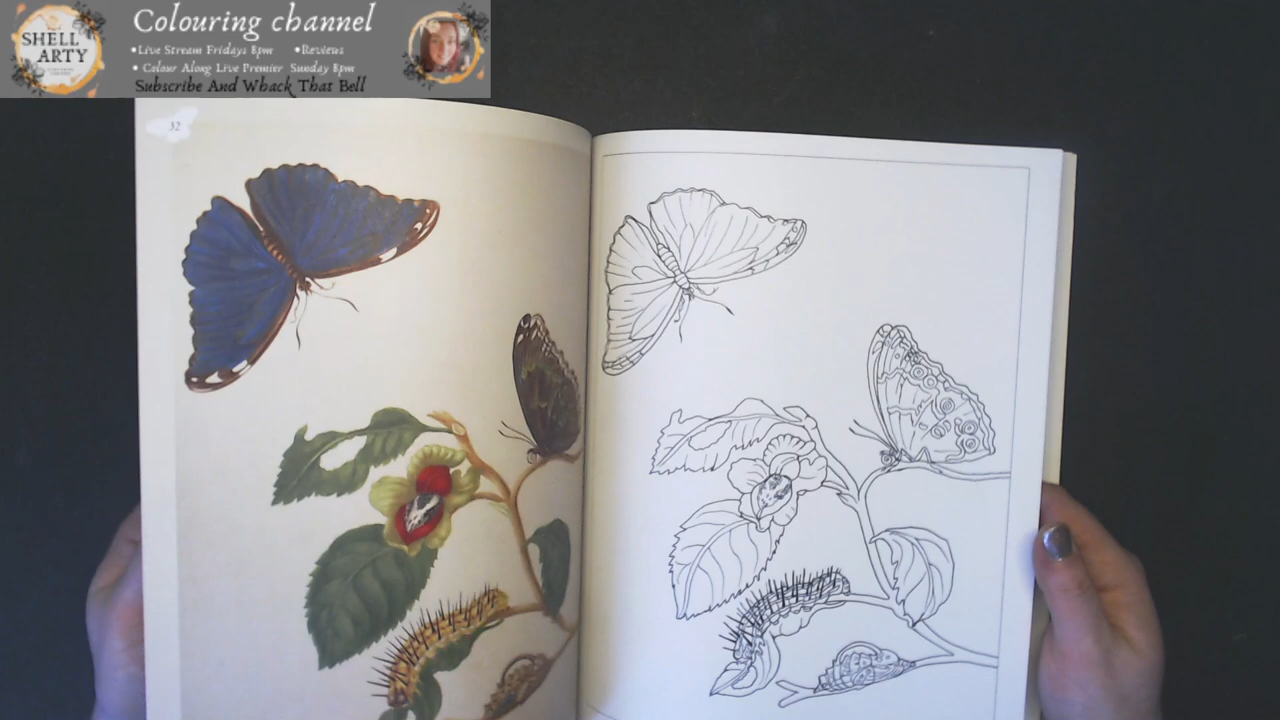 SHELL
ARTY
Colouring channel
•Live Stream Fridays 8pm •Reviews
• Colour Along Live Premier Sunday 8pm
Subscribe And Whack That Bell
32